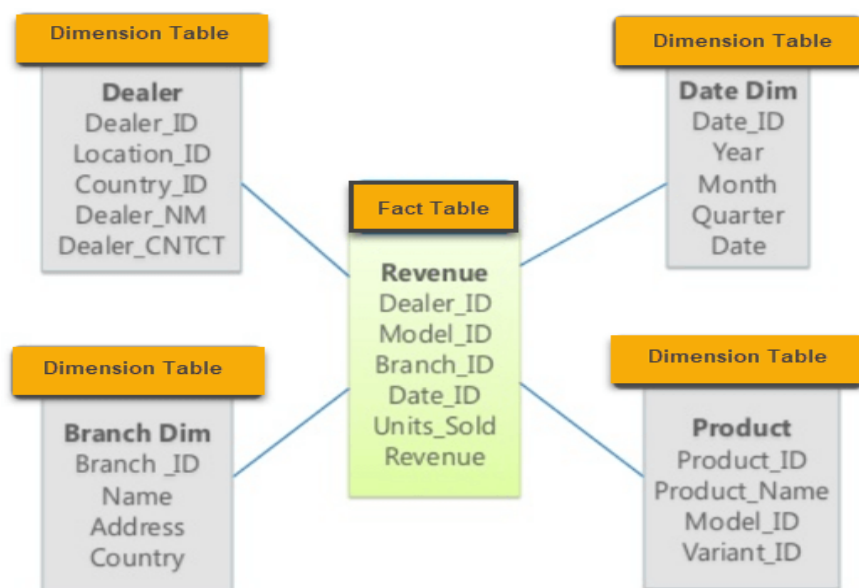 Dimension Table
Dealer
Dealer_ID
Location_ID
Country_ID
Dealer_NM
Dealer_CNTCT
Dimension Table
Date Dim
Date_ID
Year
Month
Quarter
Date
Fact Table
Revenue
Dealer_ID
Model_ID
Branch_ID
Date_ID
Units_Sold
Revenue
Dimension Table
Branch Dim
Branch _ID
Name
Address
Country
Dimension Table
Product
Product_ID
Product_Name
Model_ID
Variant_ID